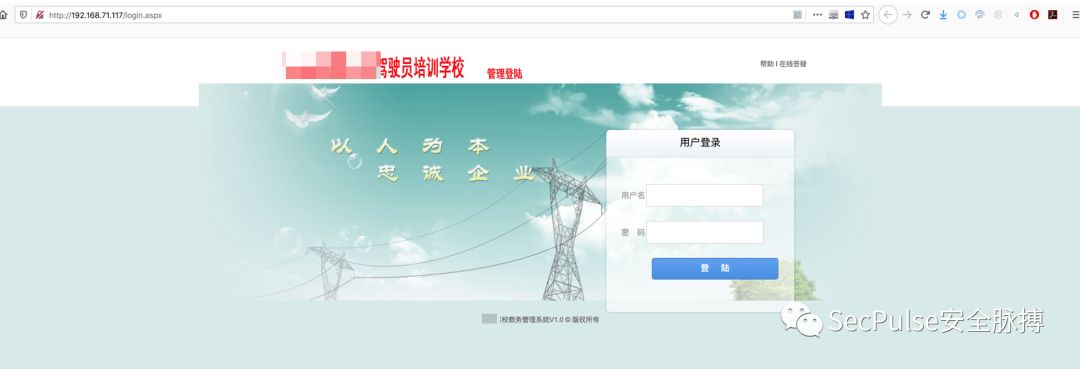 http://192.168.71.117/login.aspx
驾驶员培训学校 管理登陆
帮助 | 在线答疑
以 人 为 本
忠 诚 企 业
用户登录
用户名
密 码
登 陆
校教务管理系统V1.0 © 版权所有
SecPulse安全脉搏